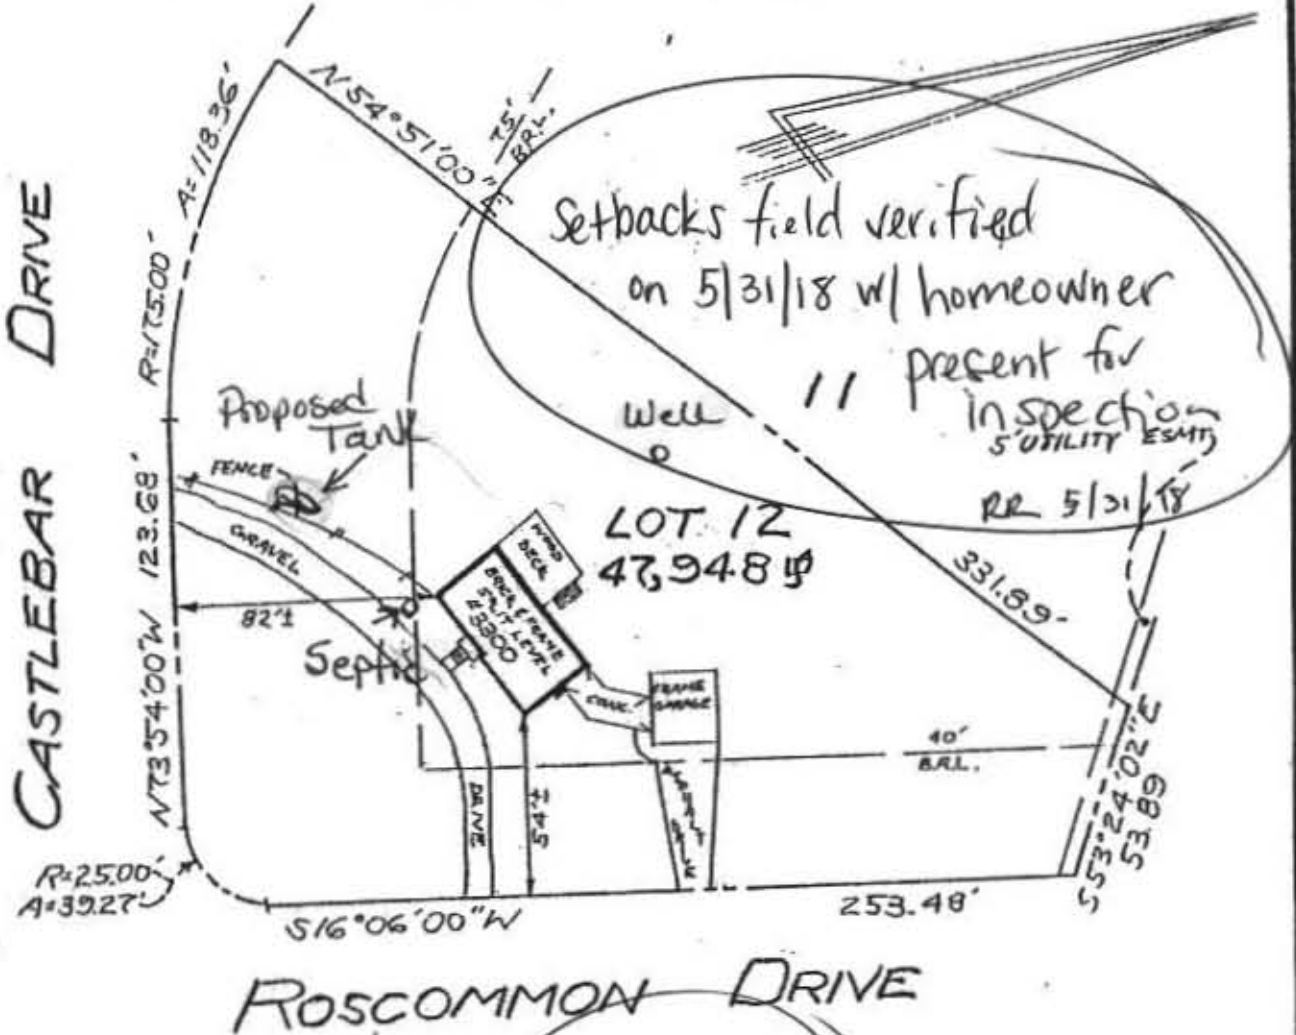 A=118.36'
N 54°51'00" E
75'
B.R.L.
Setbacks field verified
on 5/31/18 w/ homeowner
" present for
inspection
5' UTILITY ESMT
RR 5/31/18
CASTLEBAR DRIVE
R=175.00'
Proposed
Tank
Well
FENCE
GRAVEL
123.68'
N73°54'00"W
82'±
Septic
WOOD
DECK
LOT 12
47,948
BRICK & FRAME
SPLIT LEVEL
#3300
331.89'
CONC.
FRAME
GARAGE
40'
B.R.L.
DRIVE
54'±
S 53°24'02" E
53.89
R=25.00'
A=39.27'
S16°06'00"W
253.48'
ROSCOMMON DRIVE